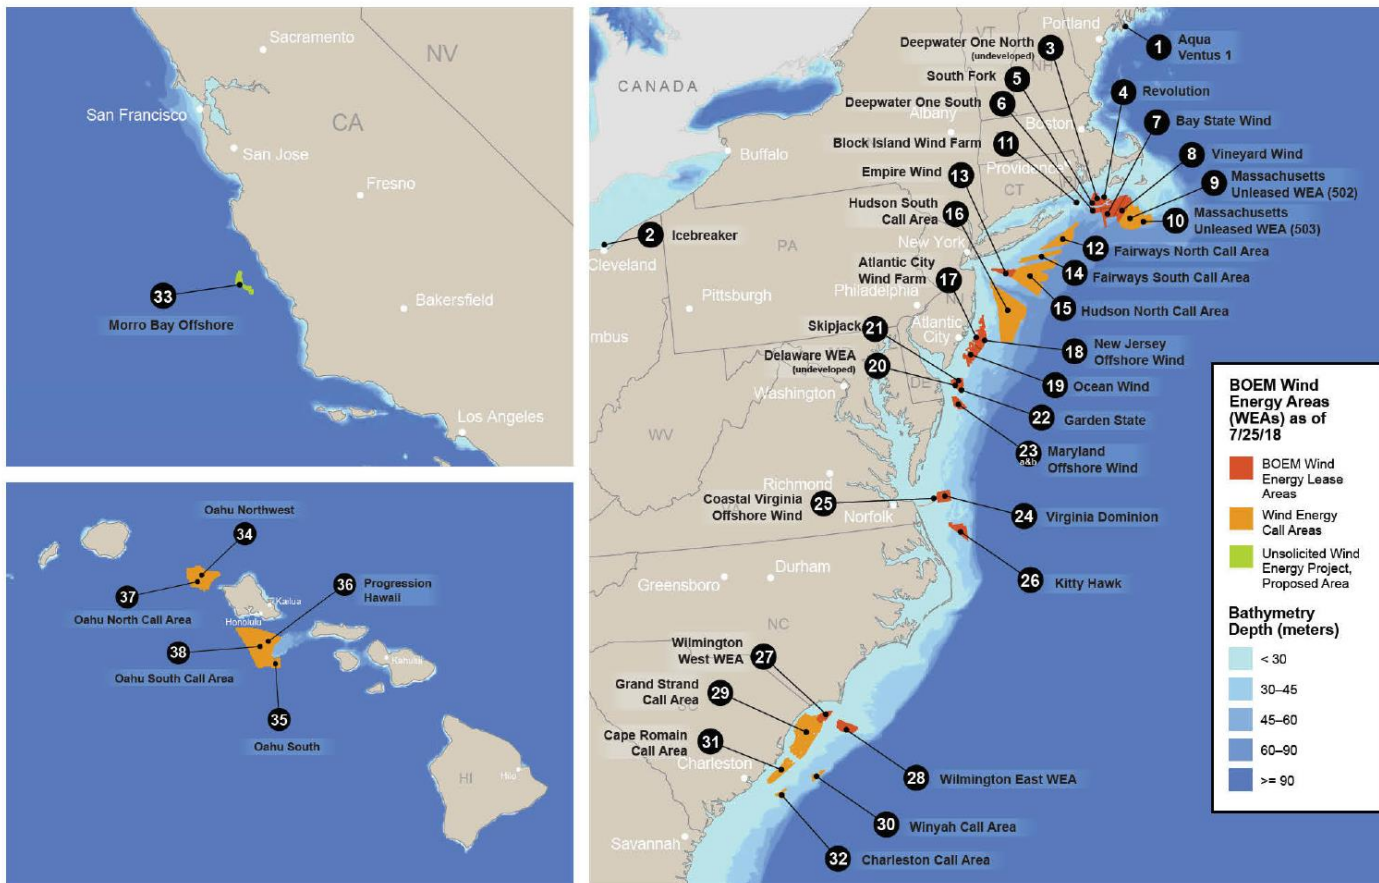 Sacramento
NV
San Francisco
CA
San Jose
Fresno
33
Morro Bay Offshore
Bakersfield
Los Angeles
Oahu Northwest
34
37
Oahu North Call Area
36
Progression
Hawaii
Kailua
Honolulu
38
Oahu South Call Area
Kahului
35
Oahu South
HI
Hilo
Portland
1
Aqua
Ventus 1
VT
NH
Deepwater One North
(undeveloped)
3
CANADA
South Fork
5
4
Revolution
Deepwater One South
6
Albany
Boston
7
Bay State Wind
Buffalo
Block Island Wind Farm
11
Providence
8
Vineyard Wind
Empire Wind
13
CT
9
Massachusetts
Unleased WEA (502)
Hudson South
Call Area
16
10
Massachusetts
Unleased WEA (503)
2
Icebreaker
Cleveland
PA
New York
12
Fairways North Call Area
Atlantic City
Wind Farm
17
14
Fairways South Call Area
Pittsburgh
Philadelphia
15
Hudson North Call Area
mbus
Skipjack
21
Atlantic
City
18
New Jersey
Offshore Wind
Delaware WEA
(undeveloped)
20
Washington
DE
19
Ocean Wind
22
Garden State
WV
23
a&b
Maryland
Offshore Wind
Richmond
Coastal Virginia
Offshore Wind
25
Norfolk
24
Virginia Dominion
Durham
Greensboro
26
Kitty Hawk
NC
Wilmington
West WEA
27
Grand Strand
Call Area
29
Cape Romain
Call Area
31
Charleston
28
Wilmington East WEA
30
Winyah Call Area
Savannah
32
Charleston Call Area
BOEM Wind
Energy Areas
(WEAs) as of
7/25/18
BOEM Wind
Energy Lease
Areas
Wind Energy
Call Areas
Unsolicited Wind
Energy Project,
Proposed Area
Bathymetry
Depth (meters)
< 30
30–45
45–60
60–90
>= 90